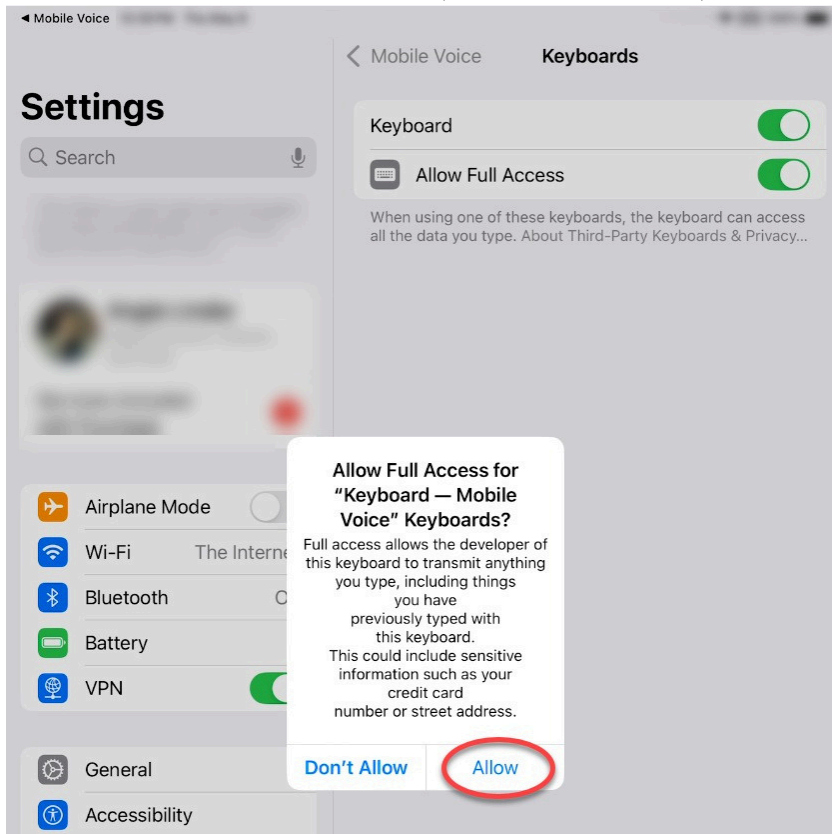 ◀ Mobile Voice
Settings
Search
Airplane Mode
Wi-Fi The Interne
Bluetooth O
Battery
VPN
General
Accessibility
Mobile Voice Keyboards
Keyboard
Allow Full Access
When using one of these keyboards, the keyboard can access
all the data you type. About Third-Party Keyboards & Privacy...
Allow Full Access for
“Keyboard — Mobile
Voice” Keyboards?
Full access allows the developer of
this keyboard to transmit anything
you type, including things
you have
previously typed with
this keyboard.
This could include sensitive
information such as your
credit card
number or street address.
Don’t Allow Allow